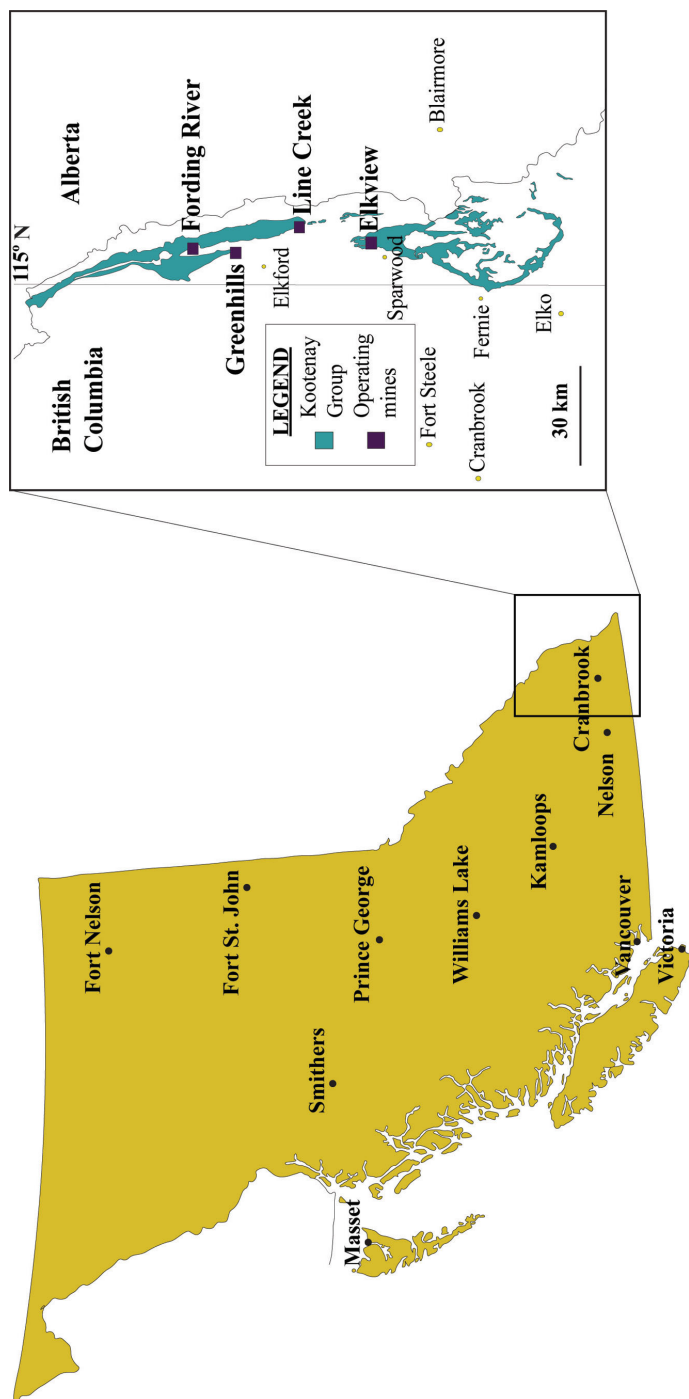 Fort Nelson
Fort St. John
Smithers
Prince George
Masset
Williams Lake
Kamloops
Vancouver
Victoria
Nelson
Cranbrook
115° N
British
Columbia
Alberta
Fording River
Greenhills
Line Creek
Elkford
Elkview
Sparwood
Blairmore
LEGEND
Kootenay
Group
Operating
mines
Fort Steele
Cranbrook
Fernie
Elko
30 km